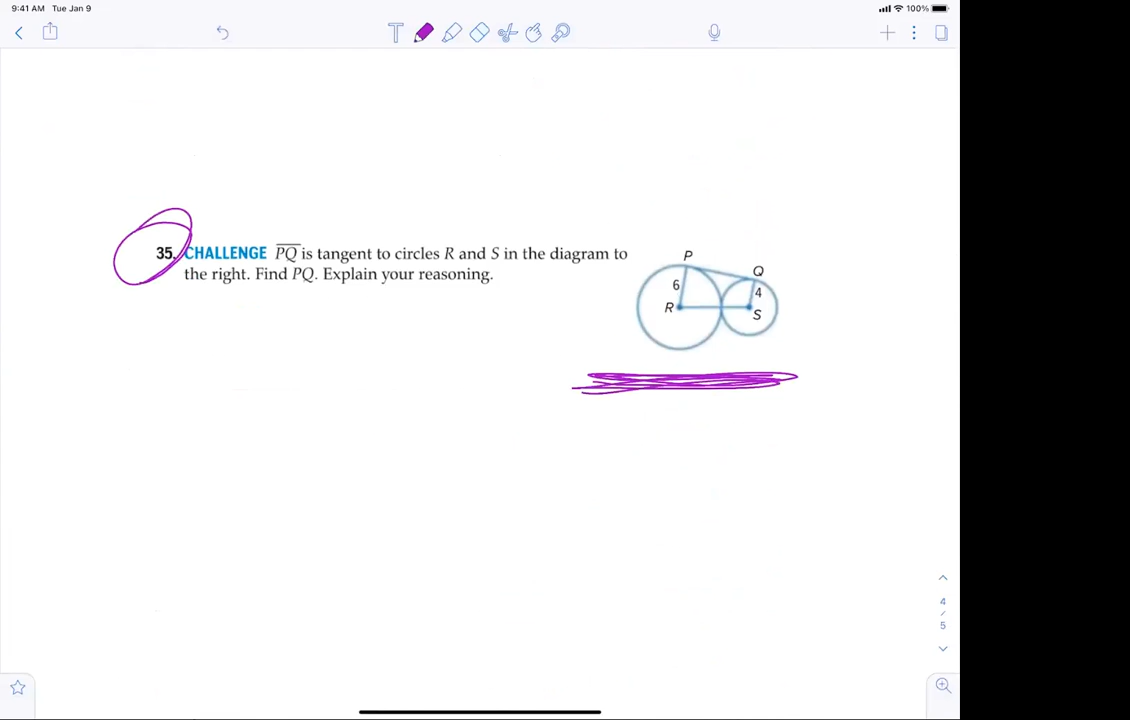 9:41 AM Tue Jan 9
100%
T
35. CHALLENGE PQ is tangent to circles R and S in the diagram to
the right. Find PQ. Explain your reasoning.
P
Q
6
4
R
S
4
/
5